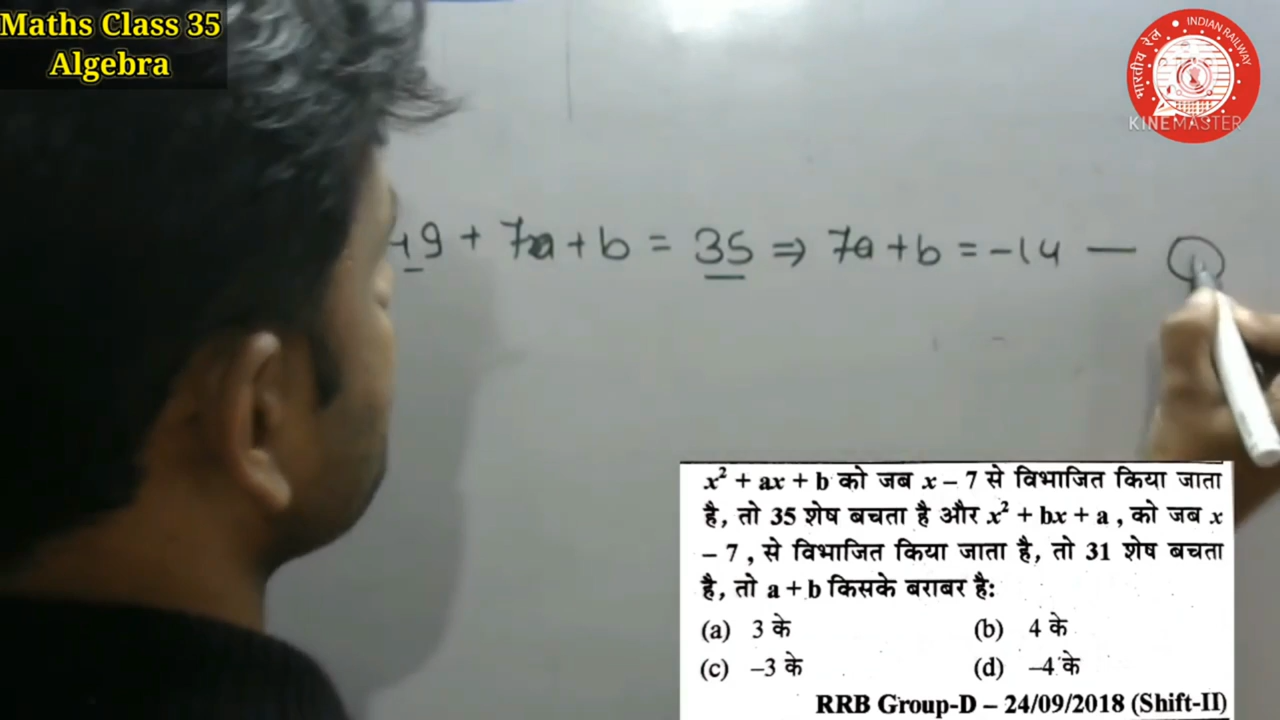 Maths Class 35
Algebra
भारतीय रेल
INDIAN RAILWAY
KINEMASTER
49 + 7a + b = 35 ⇒ 7a + b = -14 — ①
x² + ax + b को जब x – 7 से विभाजित किया जाता
है, तो 35 शेष बचता है और x² + bx + a , को जब x
– 7 , से विभाजित किया जाता है, तो 31 शेष बचता
है, तो a + b किसके बराबर है:
(a) 3 के (b) 4 के
(c) –3 के (d) –4 के
RRB Group-D – 24/09/2018 (Shift-II)